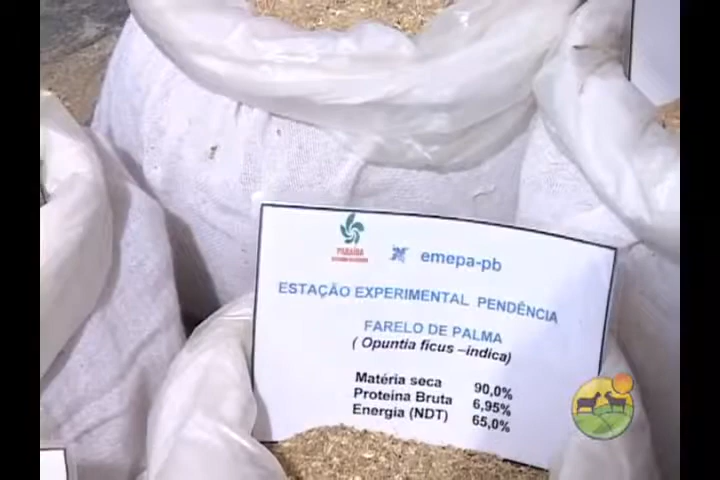 PARAÍBA
emepa-pb
ESTAÇÃO EXPERIMENTAL PENDÊNCIA
FARELO DE PALMA
( Opuntia ficus –indica)
Matéria seca 90,0%
Proteína Bruta 6,95%
Energia (NDT) 65,0%